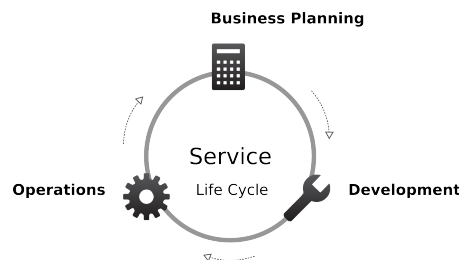 Business Planning
Service
Life Cycle
Operations
Development